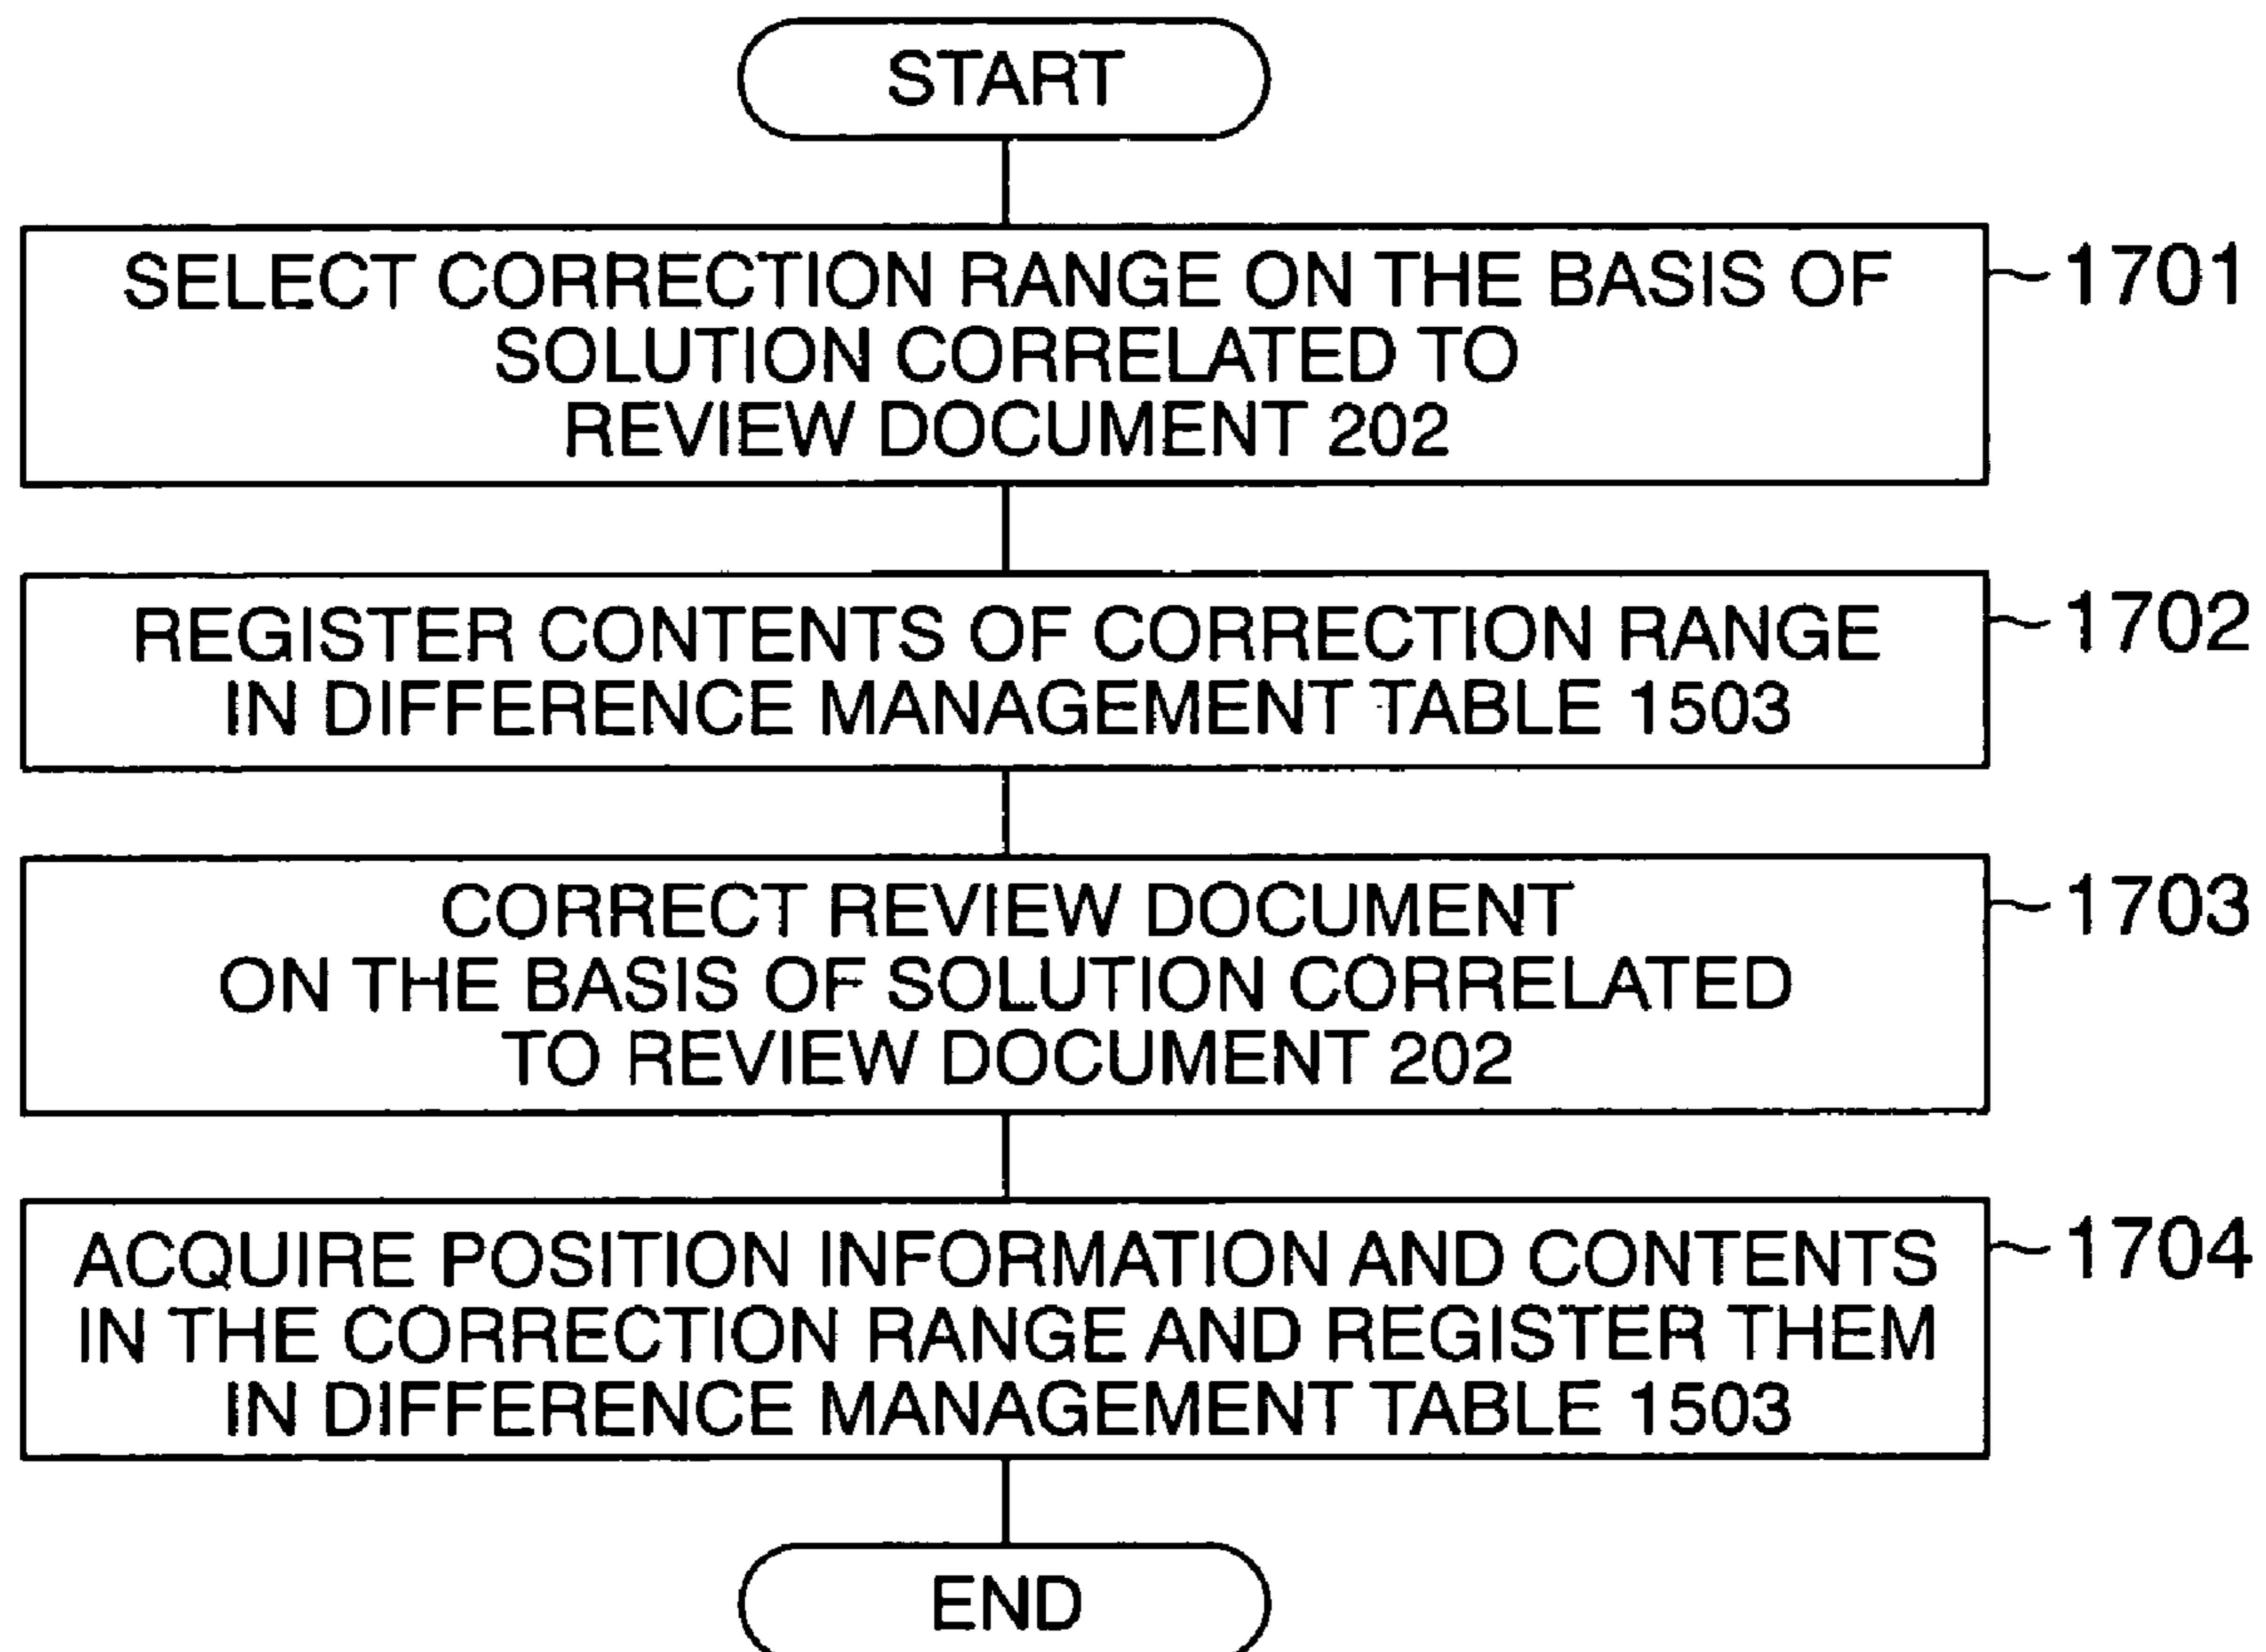 START
SELECT CORRECTION RANGE ON THE BASIS OF
SOLUTION CORRELATED TO
REVIEW DOCUMENT 202
1701
REGISTER CONTENTS OF CORRECTION RANGE
IN DIFFERENCE MANAGEMENT TABLE 1503
1702
CORRECT REVIEW DOCUMENT
ON THE BASIS OF SOLUTION CORRELATED
TO REVIEW DOCUMENT 202
1703
ACQUIRE POSITION INFORMATION AND CONTENTS
IN THE CORRECTION RANGE AND REGISTER THEM
IN DIFFERENCE MANAGEMENT TABLE 1503
1704
END